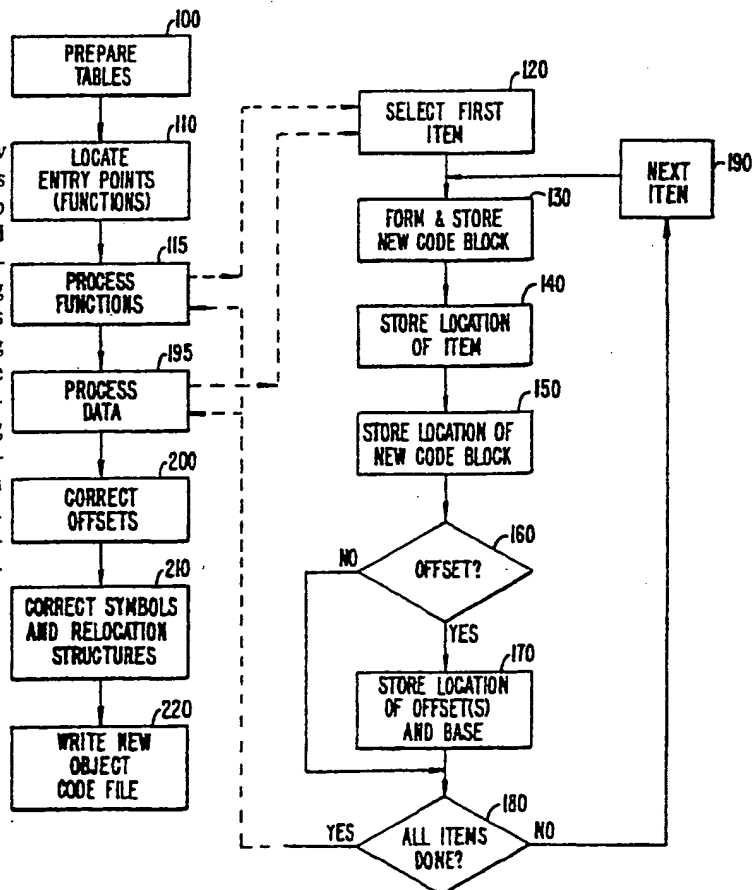 100
PREPARE
TABLES
110
LOCATE
ENTRY POINTS
(FUNCTIONS)
115
PROCESS
FUNCTIONS
195
PROCESS
DATA
200
CORRECT
OFFSETS
210
CORRECT SYMBOLS
AND RELOCATION
STRUCTURES
220
WRITE NEW
OBJECT
CODE FILE
120
SELECT FIRST
ITEM
130
FORM & STORE
NEW CODE BLOCK
140
STORE LOCATION
OF ITEM
150
STORE LOCATION OF
NEW CODE BLOCK
160
OFFSET?
NO
YES
170
STORE LOCATION
OF OFFSET(S)
AND BASE
180
ALL ITEMS
DONE?
YES
NO
190
NEXT
ITEM